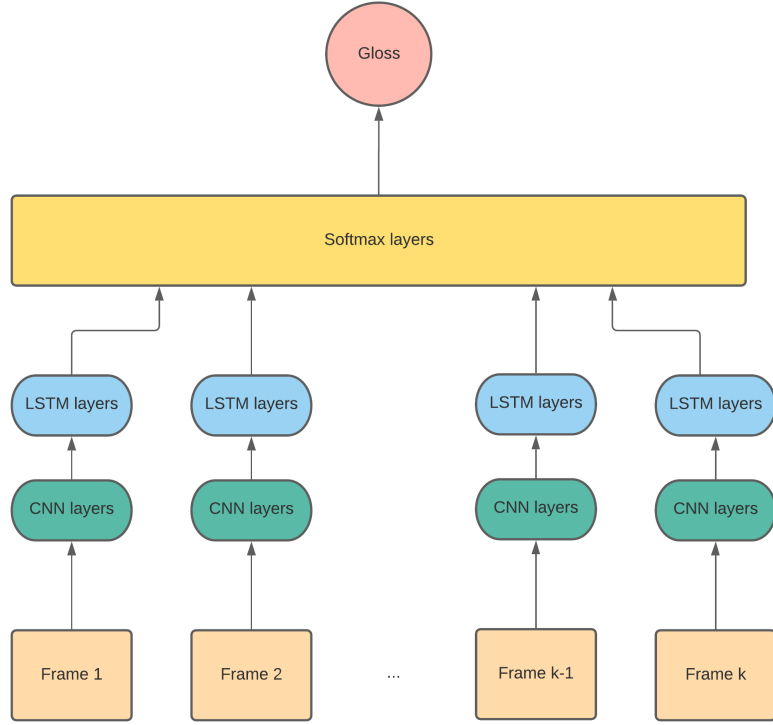 Gloss
Softmax layers
LSTM layers
LSTM layers
LSTM layers
LSTM layers
CNN layers
CNN layers
CNN layers
CNN layers
Frame 1
Frame 2
...
Frame k-1
Frame k